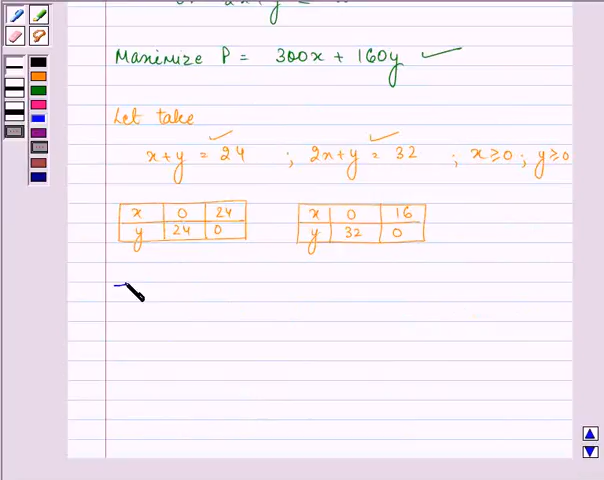 Maximize P = 300x + 160y
Let take
x+y = 24 ; 2x+y = 32 ; x≥0 ; y≥0
x 0 24
y 24 0
x 0 16
y 32 0